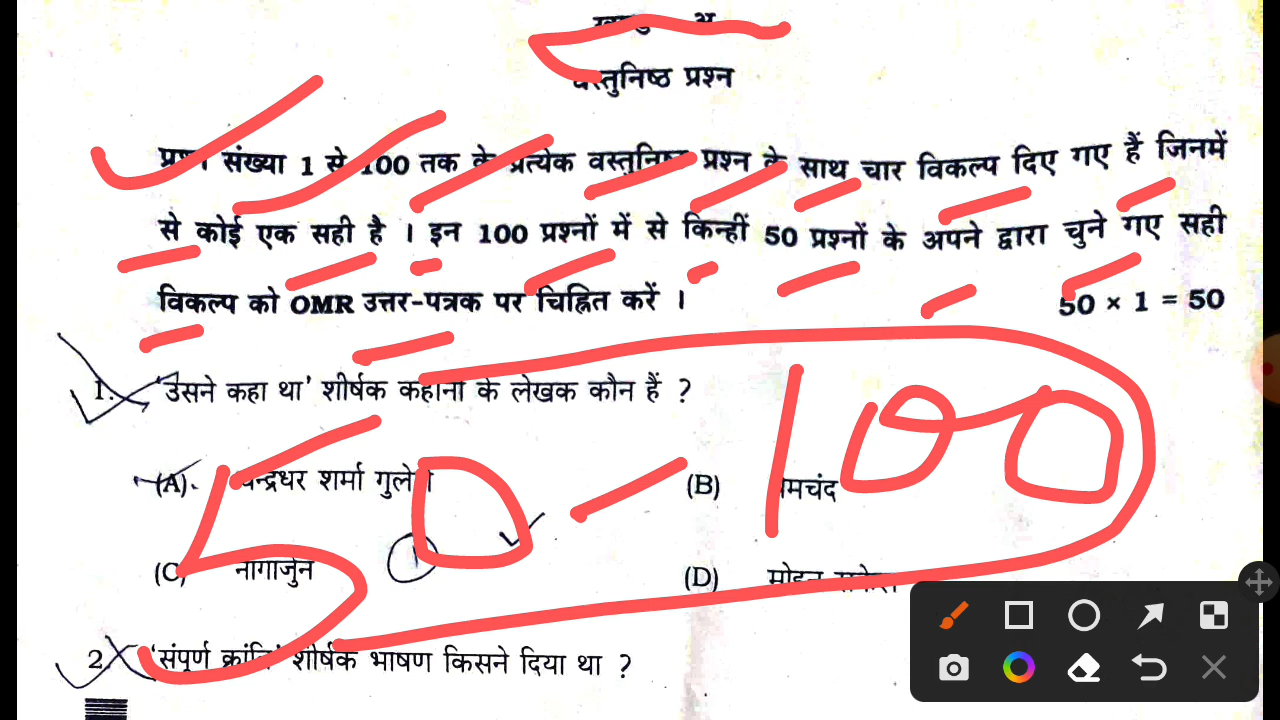 वस्तुनिष्ठ प्रश्न
प्रश्न संख्या 1 से 100 तक के प्रत्येक वस्तुनिष्ठ प्रश्न के साथ चार विकल्प दिए गए हैं जिनमें
से कोई एक सही है । इन 100 प्रश्नों में से किन्हीं 50 प्रश्नों के अपने द्वारा चुने गए सही
विकल्प को OMR उत्तर-पत्रक पर चिह्नित करें । 50 × 1 = 50
1. 'उसने कहा था' शीर्षक कहानी के लेखक कौन हैं ?
50 - 100
(A) चन्द्रधर शर्मा गुलेरी (B) प्रेमचंद
(C) नागार्जुन (D) मोहन राकेश
2. 'संपूर्ण क्रांति' शीर्षक भाषण किसने दिया था ?